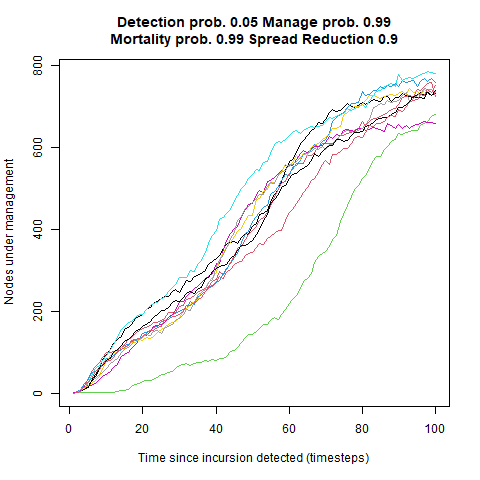 Detection prob. 0.05 Manage prob. 0.99
Mortality prob. 0.99 Spread Reduction 0.9
Nodes under management
800
600
400
200
0
0 20 40 60 80 100
Time since incursion detected (timesteps)